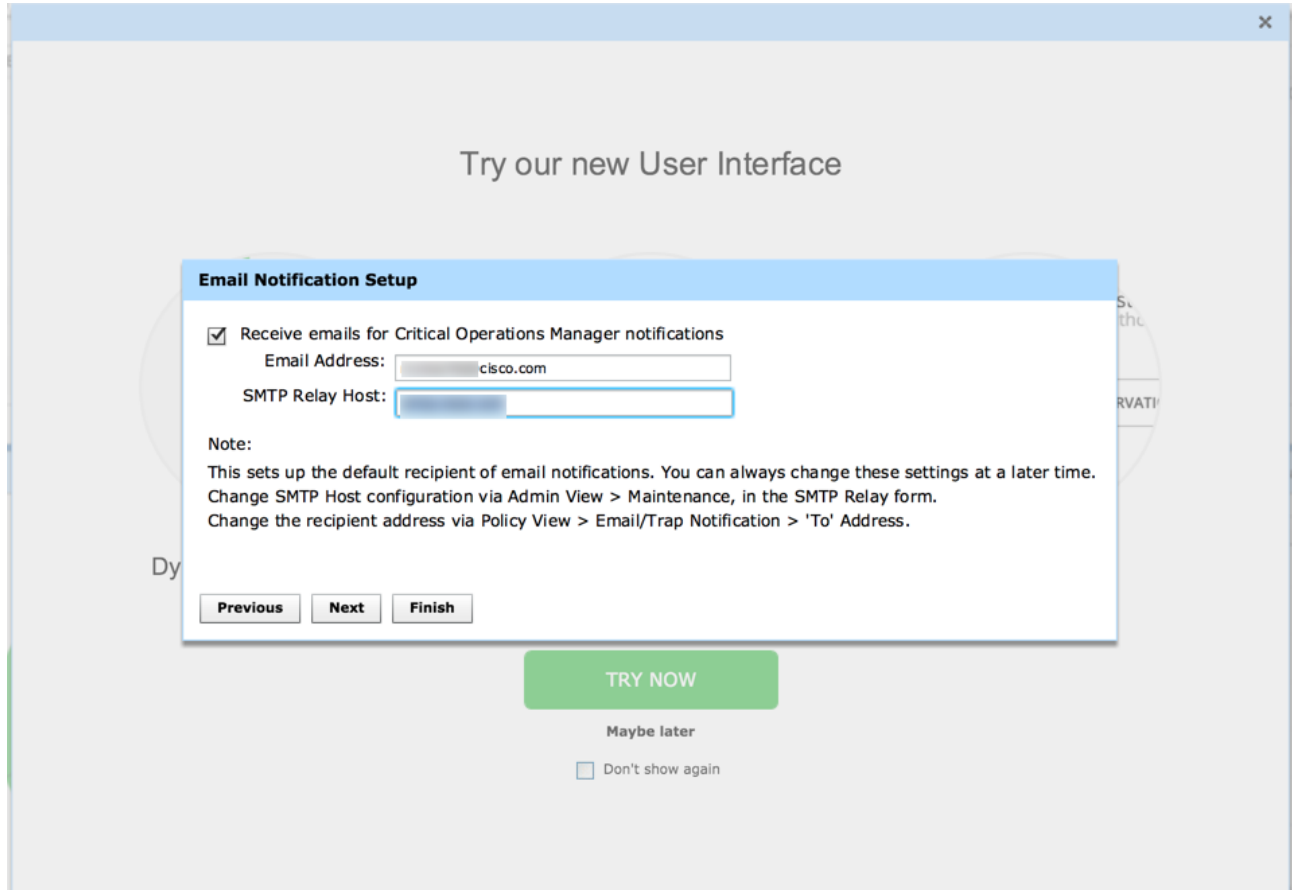 Try our new User Interface
Email Notification Setup
Receive emails for Critical Operations Manager notifications
Email Address: cisco.com
SMTP Relay Host:
Note:
This sets up the default recipient of email notifications. You can always change these settings at a later time.
Change SMTP Host configuration via Admin View > Maintenance, in the SMTP Relay form.
Change the recipient address via Policy View > Email/Trap Notification > 'To' Address.
Dy
Previous Next Finish
TRY NOW
Maybe later
Don't show again